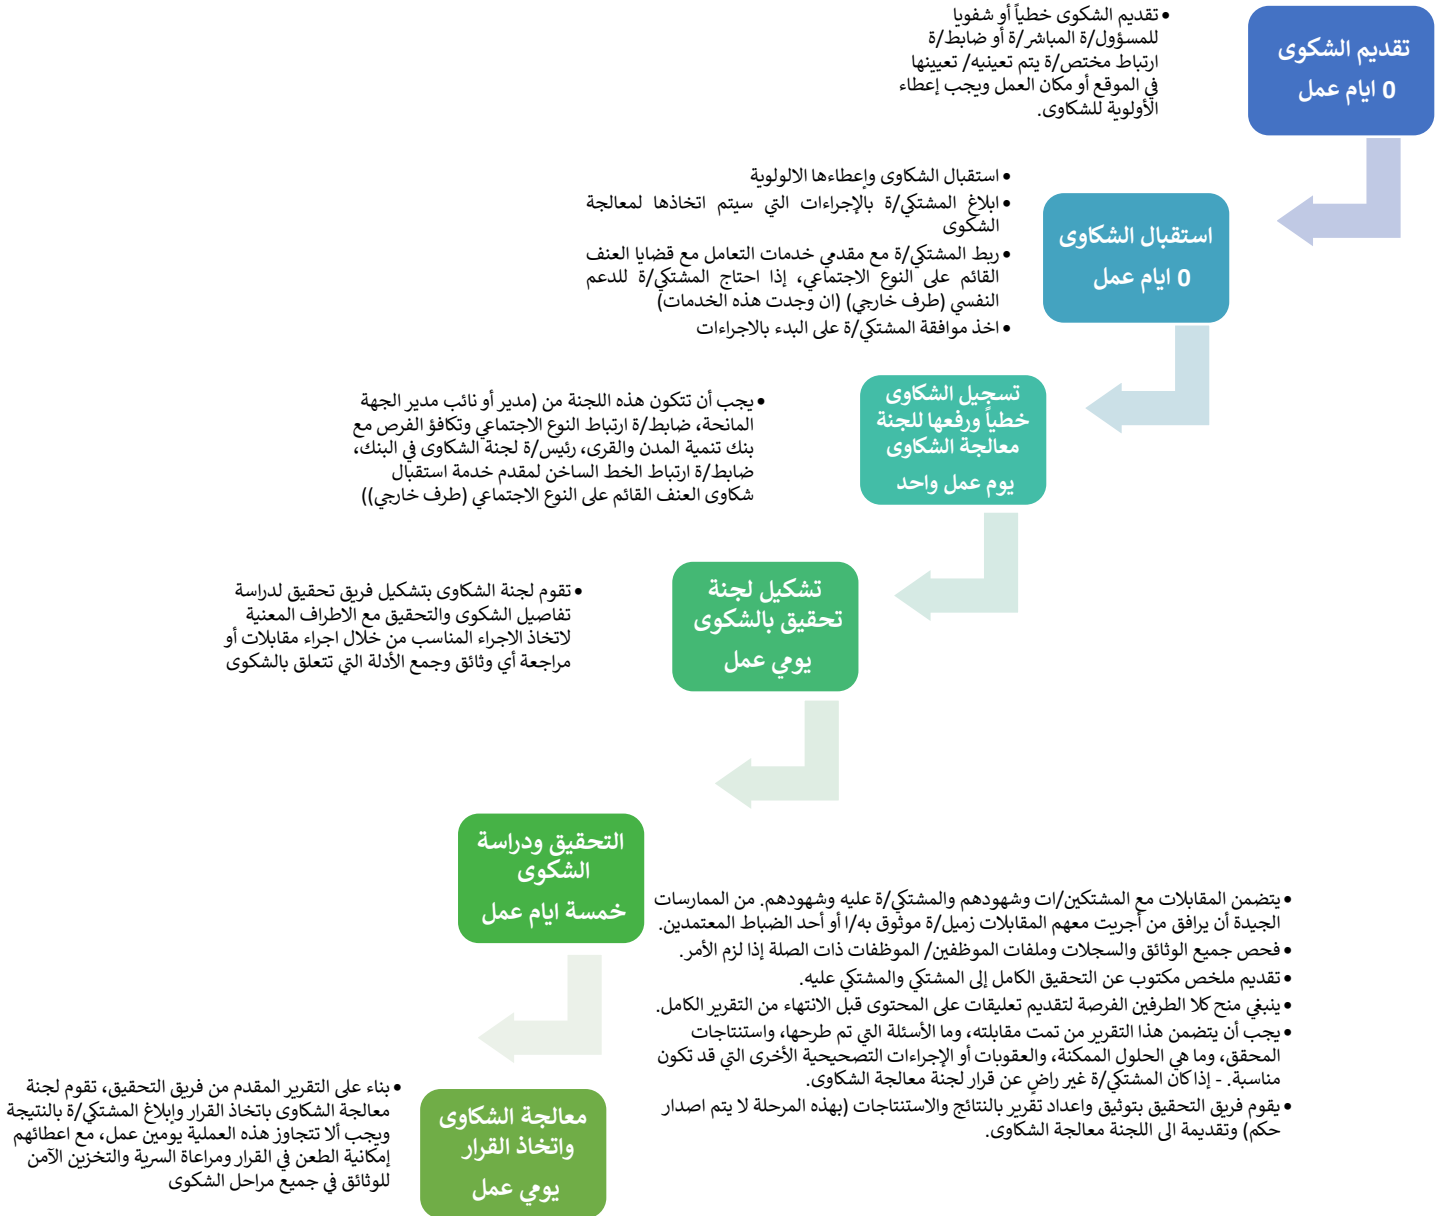 تقديم الشكوى
0 ايام عمل
• تقديم الشكوى خطياً أو شفويا
للمسؤول/ة المباشر/ة أو ضابط/ة
ارتباط مختص/ة يتم تعينيه/ تعيينها
في الموقع أو مكان العمل ويجب إعطاء
الأولوية للشكاوى.
استقبال الشكاوى
0 ايام عمل
• استقبال الشكاوى وإعطاءها الالولوية
• ابلاغ المشتكي/ة بالإجراءات التي سيتم اتخاذها لمعالجة
الشكوى
• ربط المشتكي/ة مع مقدمي خدمات التعامل مع قضايا العنف
القائم على النوع الاجتماعي، إذا احتاج المشتكي/ة للدعم
النفسي (طرف خارجي) (ان وجدت هذه الخدمات)
• اخذ موافقة المشتكي/ة على البدء بالاجراءات
تسجيل الشكاوى
خطياً ورفعها للجنة
معالجة الشكاوى
يوم عمل واحد
• يجب أن تتكون هذه اللجنة من (مدير أو نائب مدير الجهة
المانحة، ضابط/ة ارتباط النوع الاجتماعي وتكافؤ الفرص مع
بنك تنمية المدن والقرى، رئيس/ة لجنة الشكاوى في البنك،
ضابط/ة ارتباط الخط الساخن لمقدم خدمة استقبال
شكاوى العنف القائم على النوع الاجتماعي (طرف خارجي))
تشكيل لجنة
تحقيق بالشكوى
يومي عمل
• تقوم لجنة الشكاوى بتشكيل فريق تحقيق لدراسة
تفاصيل الشكوى والتحقيق مع الاطراف المعنية
لاتخاذ الاجراء المناسب من خلال اجراء مقابلات أو
مراجعة أي وثائق وجمع الأدلة التي تتعلق بالشكوى
التحقيق ودراسة
الشكوى
خمسة ايام عمل
• يتضمن المقابلات مع المشتكين/ات وشهودهم والمشتكي/ة عليه وشهودهم. من الممارسات
الجيدة أن يرافق من أجريت معهم المقابلات زميل/ة موثوق به/ا أو أحد الضباط المعتمدين.
• فحص جميع الوثائق والسجلات وملفات الموظفين/ الموظفات ذات الصلة إذا لزم الأمر.
• تقديم ملخص مكتوب عن التحقيق الكامل إلى المشتكي والمشتكي عليه.
• ينبغي منح كلا الطرفين الفرصة لتقديم تعليقات على المحتوى قبل الانتهاء من التقرير الكامل.
• يجب أن يتضمن هذا التقرير من تمت مقابلته، وما الأسئلة التي تم طرحها، واستنتاجات
المحقق، وما هي الحلول الممكنة، والعقوبات أو الإجراءات التصحيحية الأخرى التي قد تكون
مناسبة. - إذا كان المشتكي/ة غير راضٍ عن قرار لجنة معالجة الشكاوى.
• يقوم فريق التحقيق بتوثيق واعداد تقرير بالنتائج والاستنتاجات (بهذه المرحلة لا يتم اصدار
حكم) وتقديمة الى اللجنة معالجة الشكاوى.
معالجة الشكاوى
واتخاذ القرار
يومي عمل
• بناء على التقرير المقدم من فريق التحقيق، تقوم لجنة
معالجة الشكاوى باتخاذ القرار وإبلاغ المشتكي/ة بالنتيجة
ويجب ألا تتجاوز هذه العملية يومين عمل، مع اعطائهم
إمكانية الطعن في القرار ومراعاة السرية والتخزين الآمن
للوثائق في جميع مراحل الشكوى